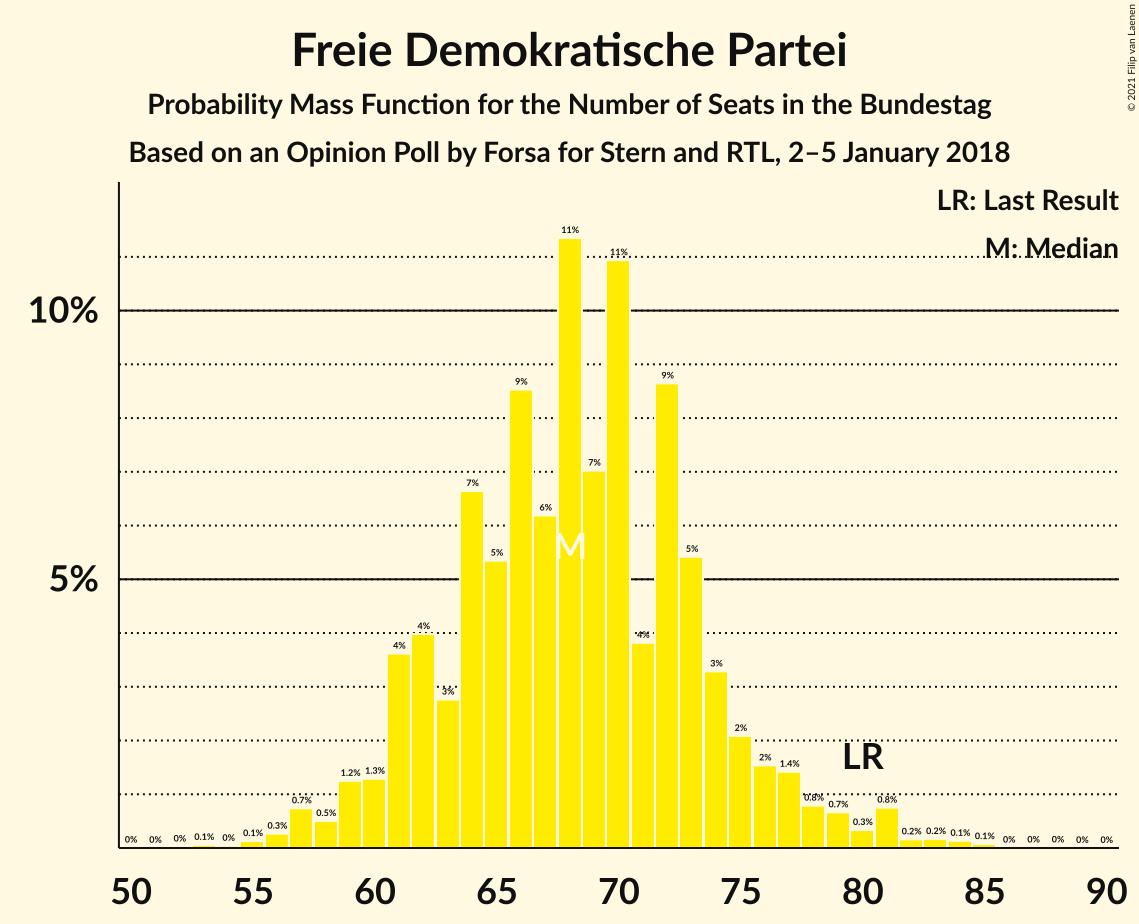 Freie Demokratische Partei
Probability Mass Function for the Number of Seats in the Bundestag
Based on an Opinion Poll by Forsa for Stern and RTL, 2–5 January 2018
© 2021 Filip van Laenen
LR: Last Result
M: Median
10%
5%
0% 0% 0% 0.1% 0% 0.1% 0.3% 0.7% 0.5% 1.2% 1.3% 4% 4% 3% 7% 5% 9% 6% 11% 7% 11% 4% 9% 5% 3% 2% 2% 1.4% 0.8% 0.7% 0.3% 0.8% 0.2% 0.2% 0.1% 0.1% 0% 0% 0% 0% 0%
M
LR
50 55 60 65 70 75 80 85 90